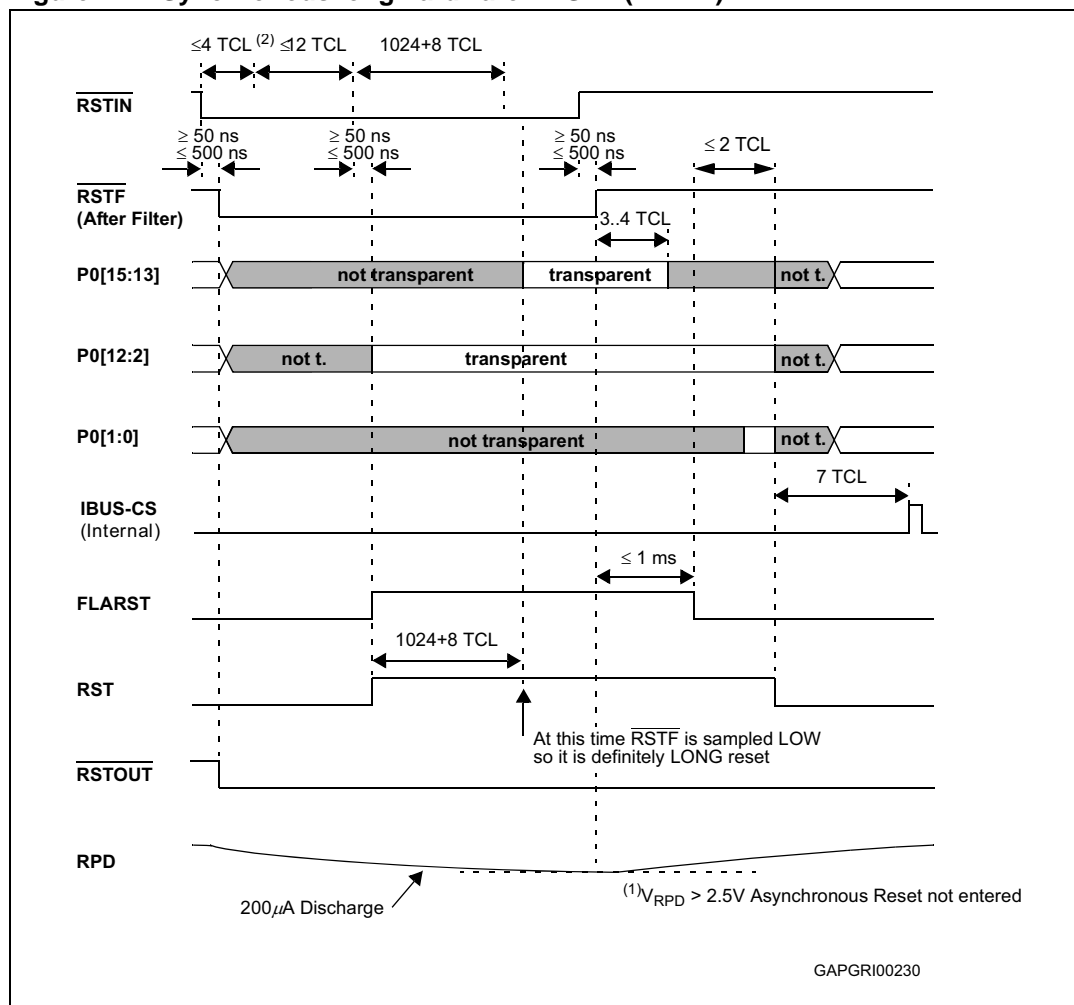 ≤4 TCL (2) ≤12 TCL 1024+8 TCL
RSTIN
≥ 50 ns ≥ 50 ns ≥ 50 ns
≤ 500 ns ≤ 500 ns ≤ 500 ns
≤ 2 TCL
RSTF
(After Filter)
3..4 TCL
P0[15:13] not transparent transparent not t.
P0[12:2] not t. transparent not t.
P0[1:0] not transparent not t.
7 TCL
IBUS-CS
(Internal)
≤ 1 ms
FLARST
1024+8 TCL
RST
At this time RSTF is sampled LOW
so it is definitely LONG reset
RSTOUT
RPD
200µA Discharge
(1)VRPD > 2.5V Asynchronous Reset not entered
GAPGRI00230